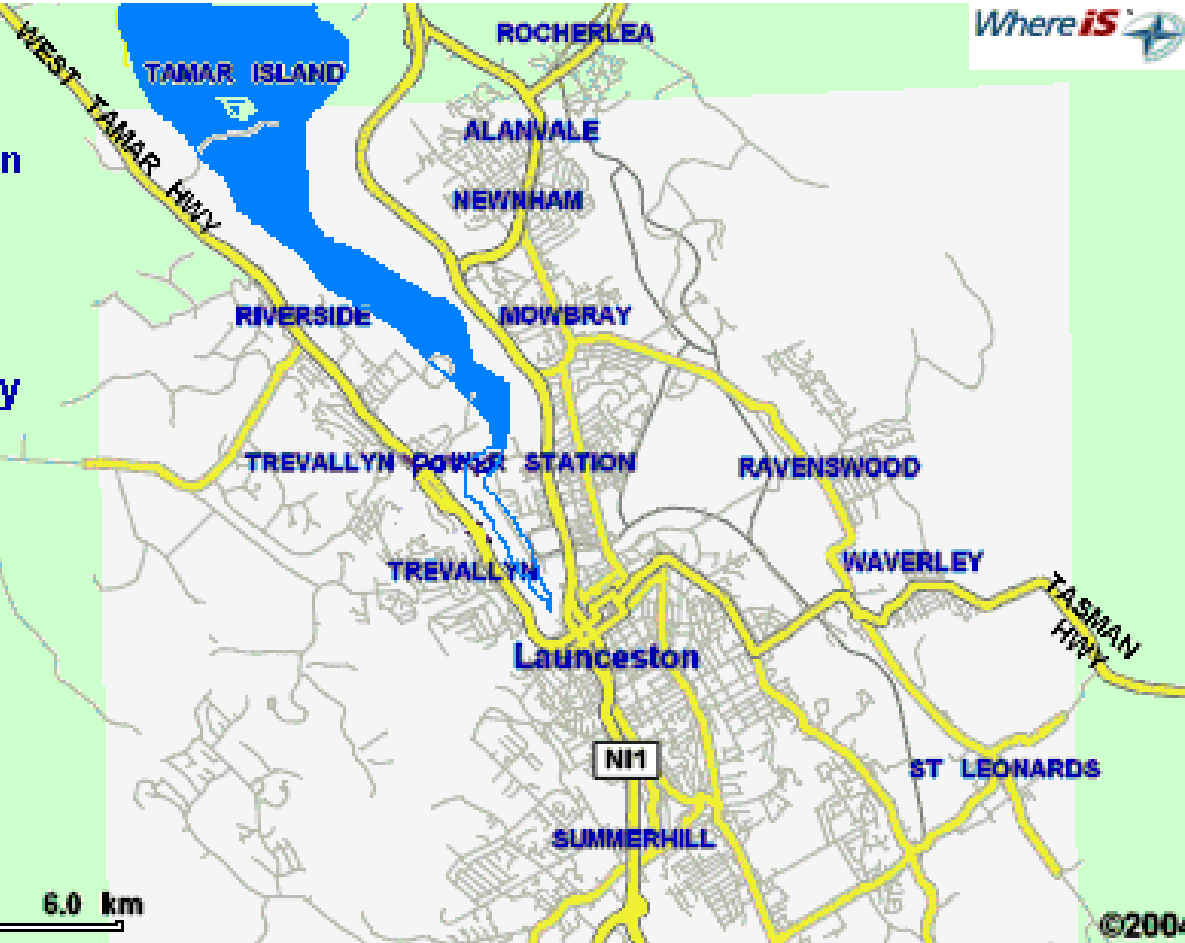 WhereiS
ROCHERLEA
WEST TAMAR HWY
TAMAR ISLAND
ALANVALE
n
NEWNHAM
RIVERSIDE
MOWBRAY
y
TREVALLYN POWER STATION
RAVENSWOOD
TREVALLYN
WAVERLEY
TASMAN
HWY
Launceston
NI1
ST LEONARDS
SUMMERHILL
6.0 km
©2004